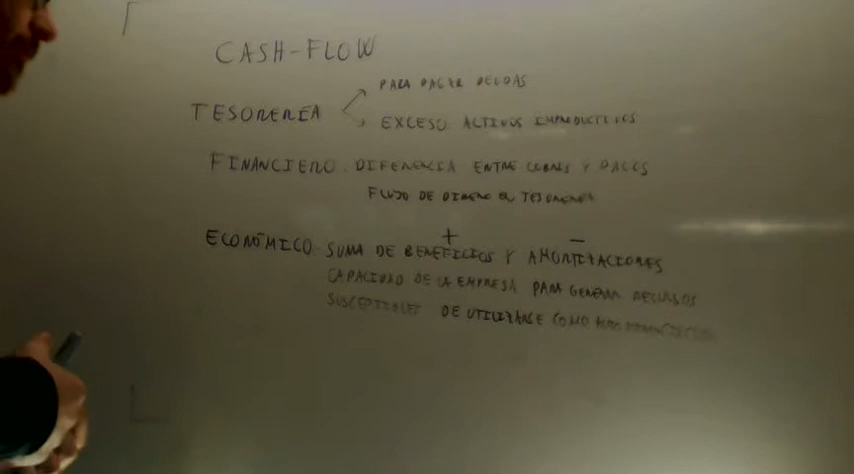 CASH-FLOW
PARA PAGAR DEUDAS
TESORERÍA
EXCESO: ACTIVOS IMPRODUCTIVOS
FINANCIERO: DIFERENCIA ENTRE COBROS Y PAGOS
FLUJO DE DINERO EN TESORERIA
+ -
ECONÓMICO: SUMA DE BENEFICIOS Y AMORTIZACIONES
CAPACIDAD DE LA EMPRESA PARA GENERAR RECURSOS
SUSCEPTIBLES DE UTILIZARSE COMO